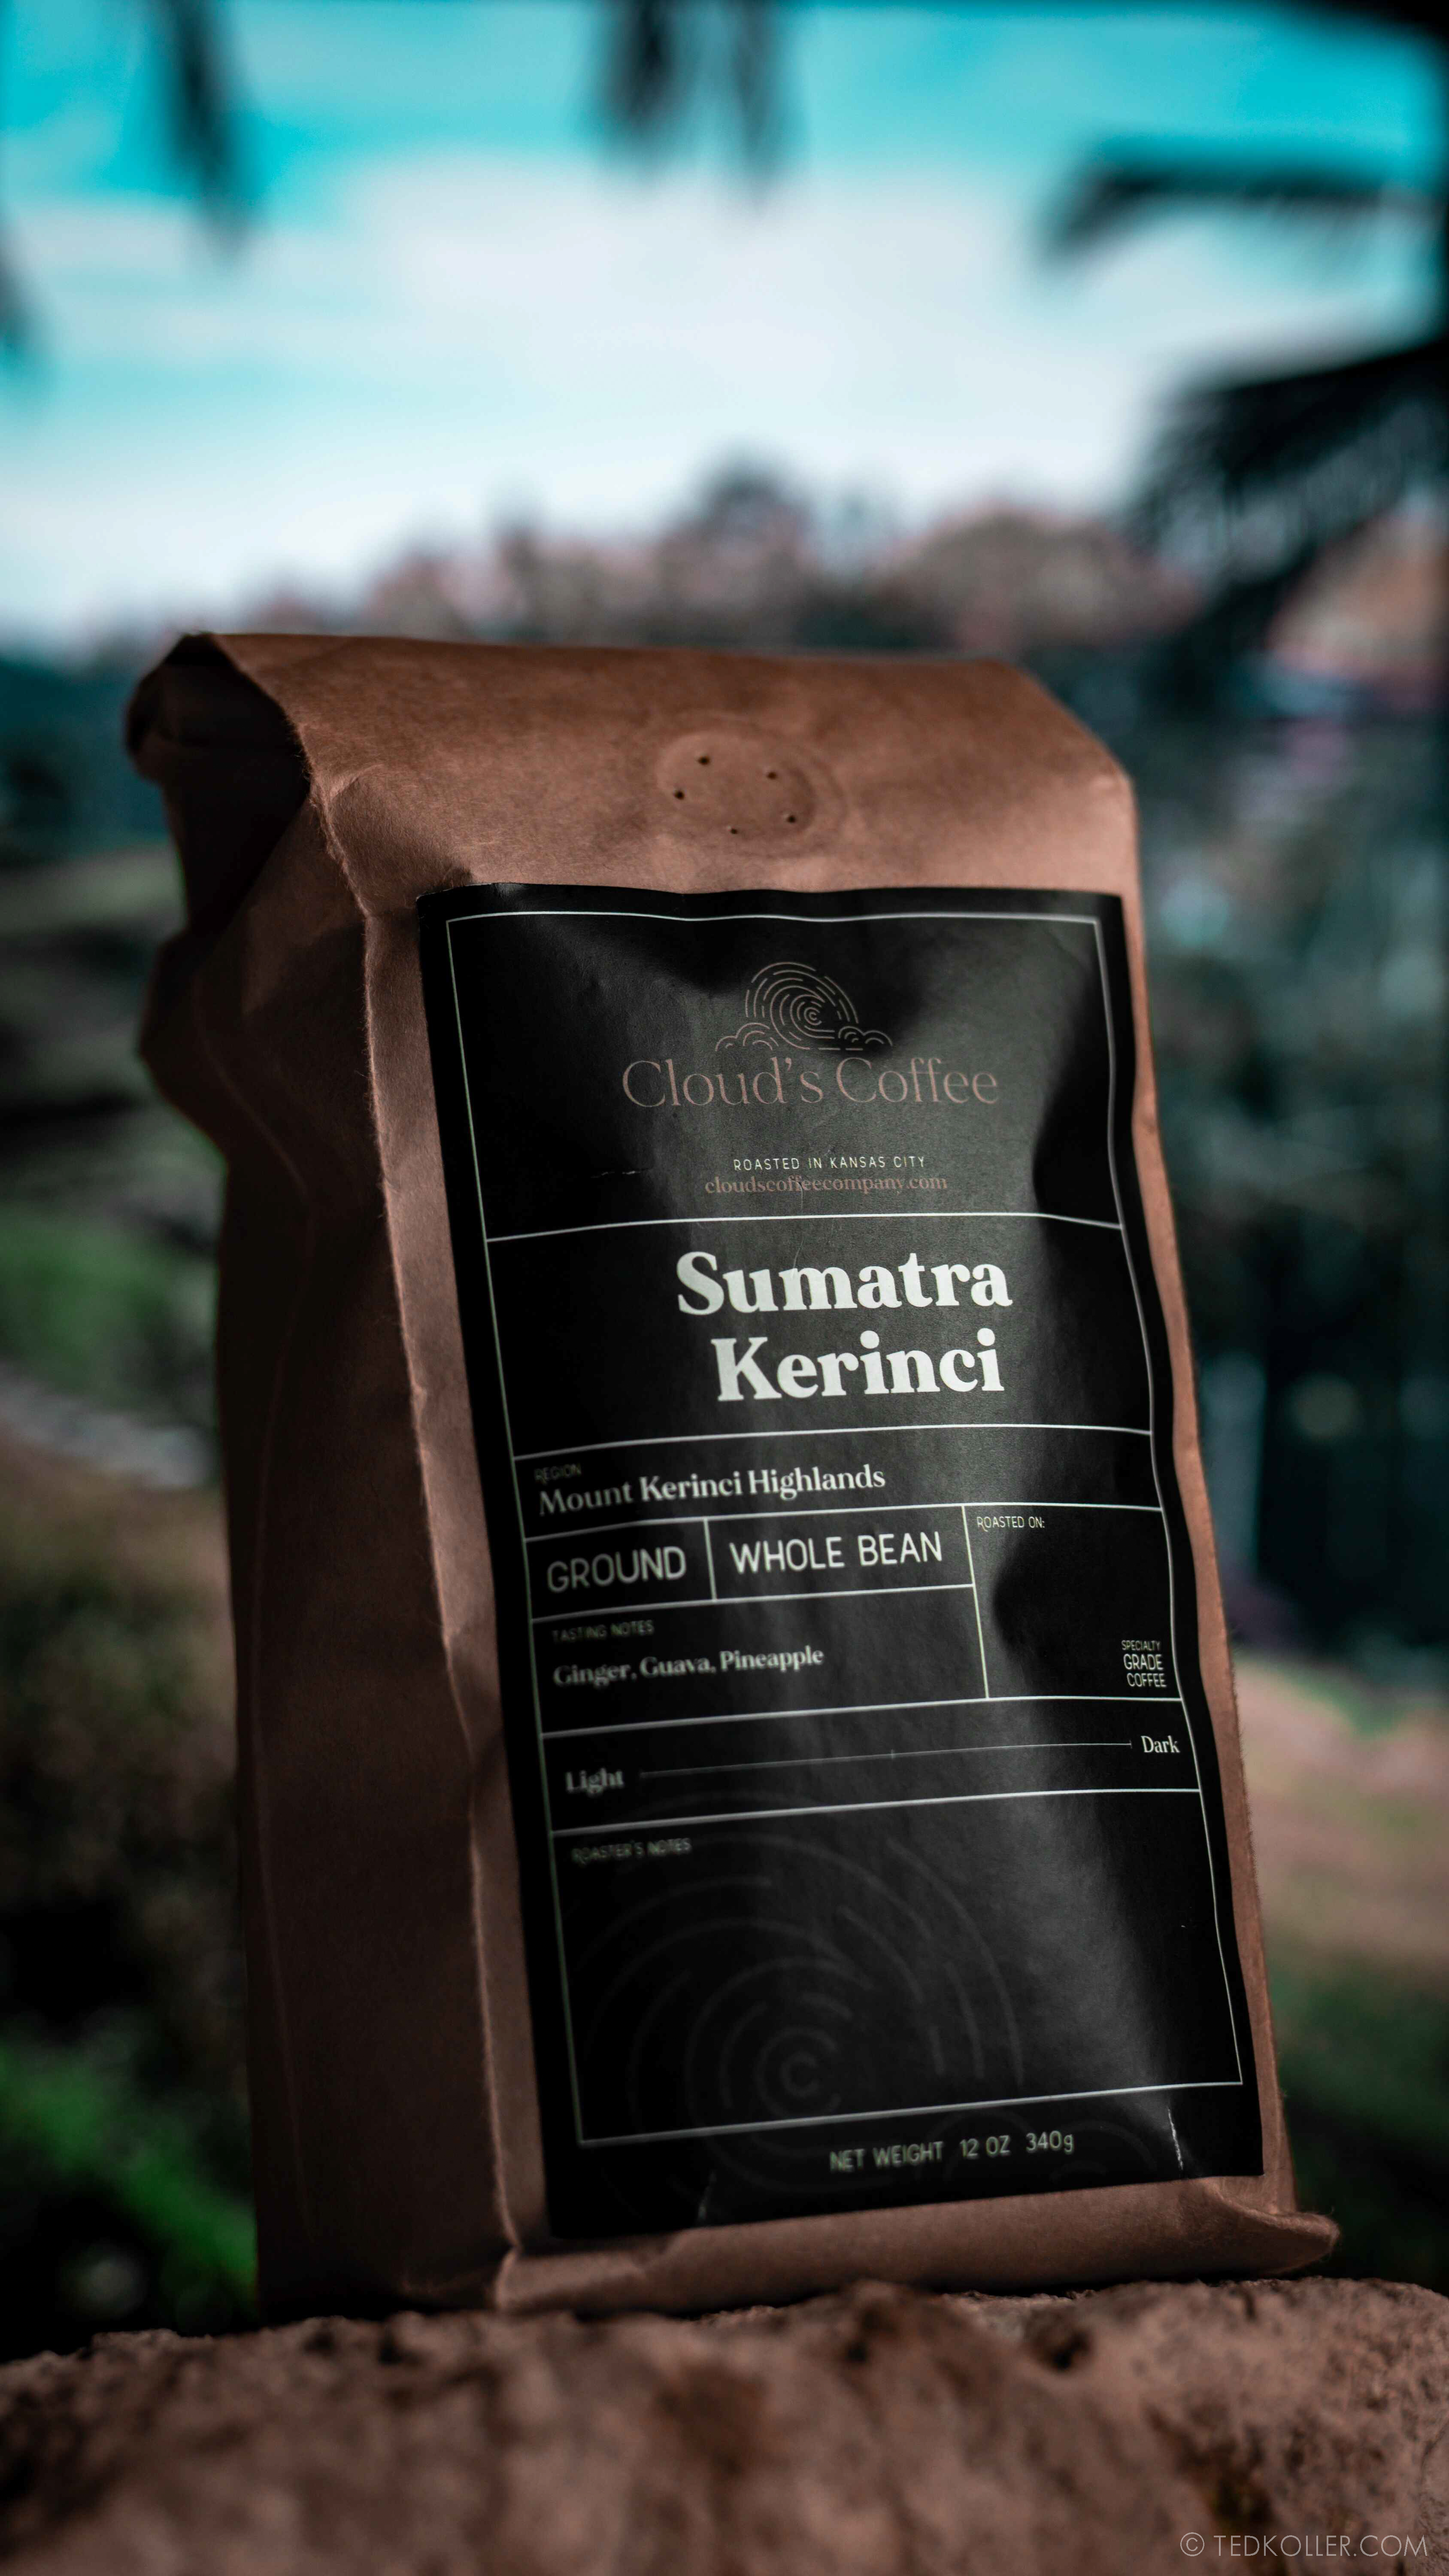 Cloud's Coffee
ROASTED IN KANSAS CITY
cloudscoffeecompany.com
Sumatra
Kerinci
REGION
Mount Kerinci Highlands
GROUND
WHOLE BEAN
ROASTED ON:
TASTING NOTES
Ginger, Guava, Pineapple
SPECIALTY
GRADE
COFFEE
Light
Dark
ROASTER'S NOTES
NET WEIGHT 12 OZ 340g
© TEDKOLLER.COM